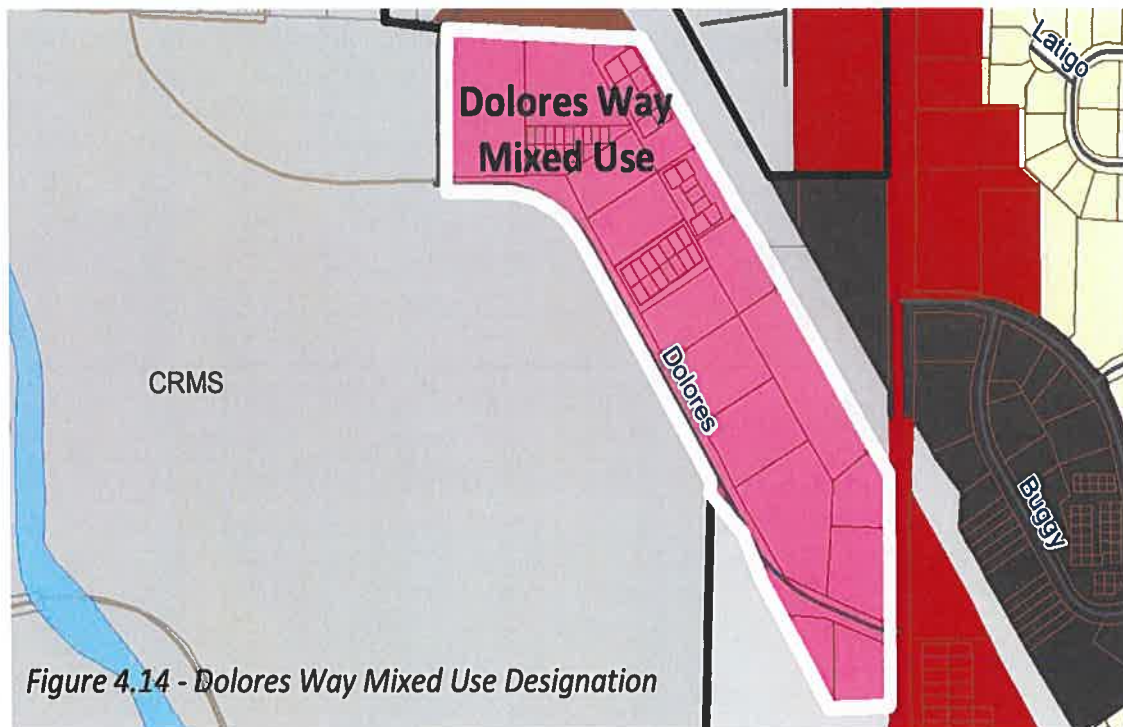 Latigo
Dolores Way
Mixed Use
Dolores
CRMS
Buggy
Figure 4.14 - Dolores Way Mixed Use Designation